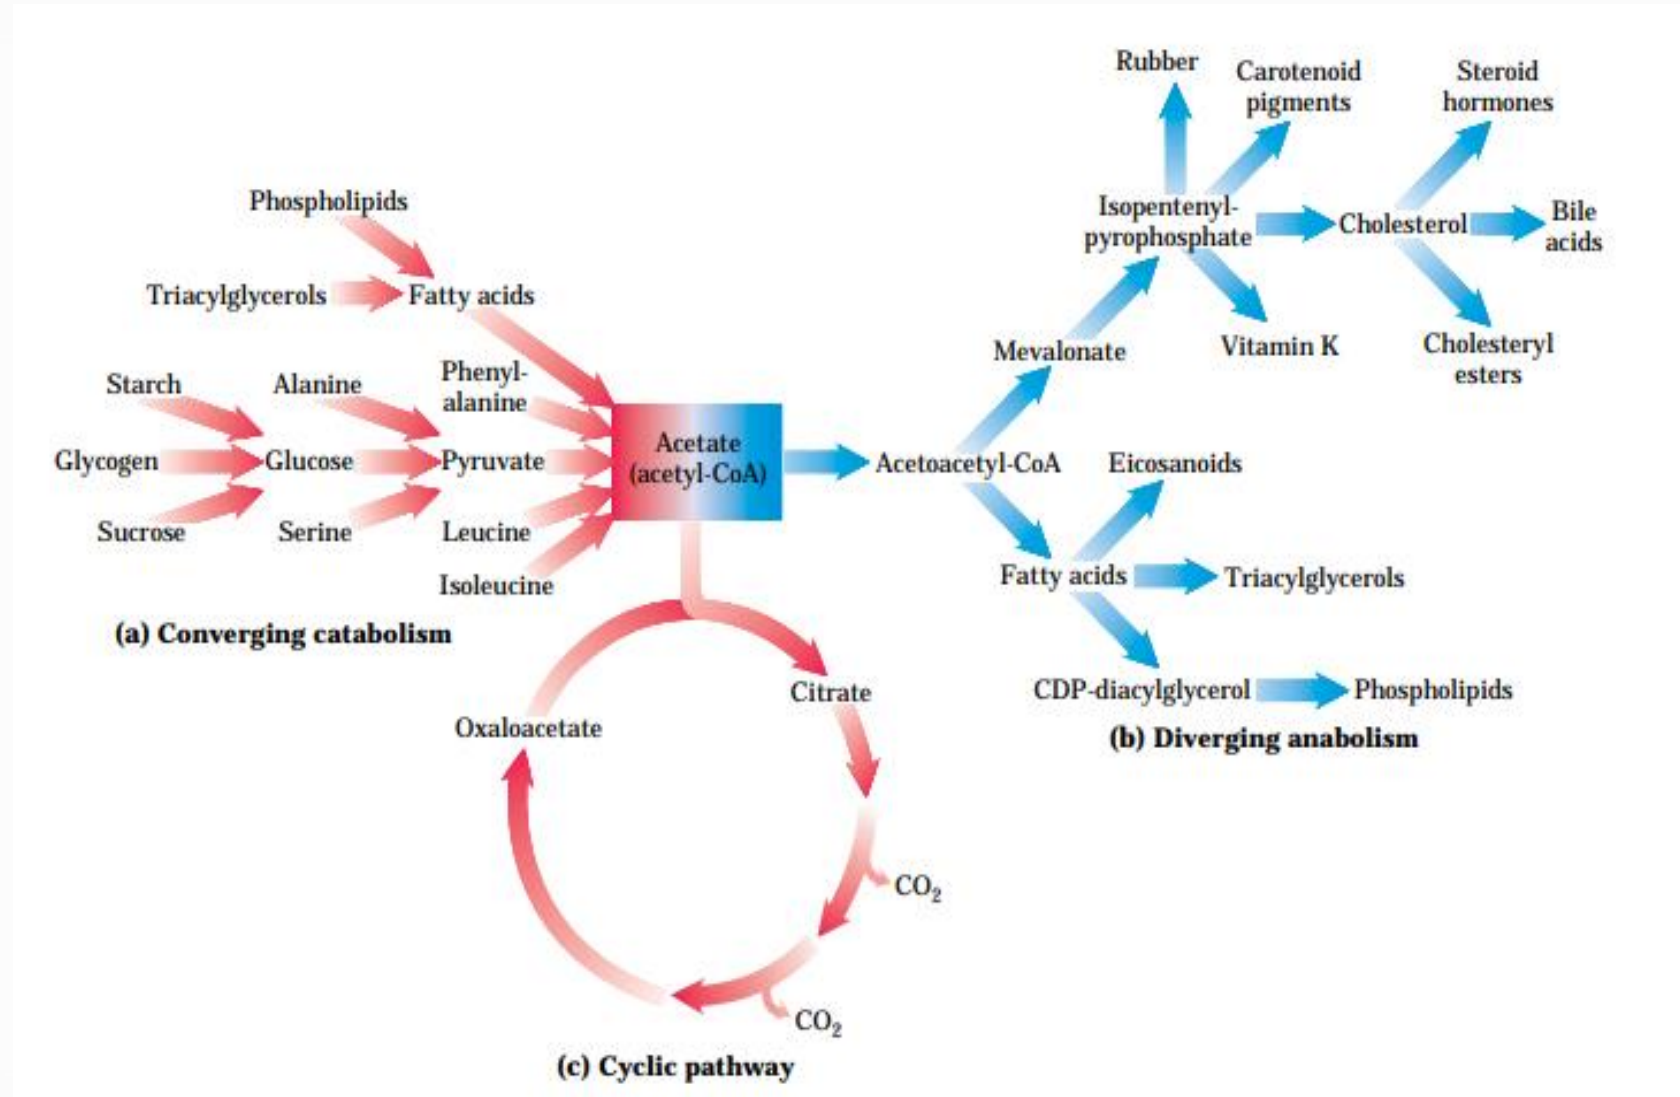 Rubber
Carotenoid
pigments
Steroid
hormones
Phospholipids
Isopentenyl-
pyrophosphate
Cholesterol
Bile
acids
Triacylglycerols
Fatty acids
Mevalonate
Vitamin K
Cholesteryl
esters
Starch
Alanine
Phenyl-
alanine
Glycogen
Glucose
Pyruvate
Acetate
(acetyl-CoA)
Acetoacetyl-CoA
Eicosanoids
Sucrose
Serine
Leucine
Isoleucine
Fatty acids
Triacylglycerols
(a) Converging catabolism
Citrate
CDP-diacylglycerol
Phospholipids
Oxaloacetate
(b) Diverging anabolism
CO₂
CO₂
(c) Cyclic pathway